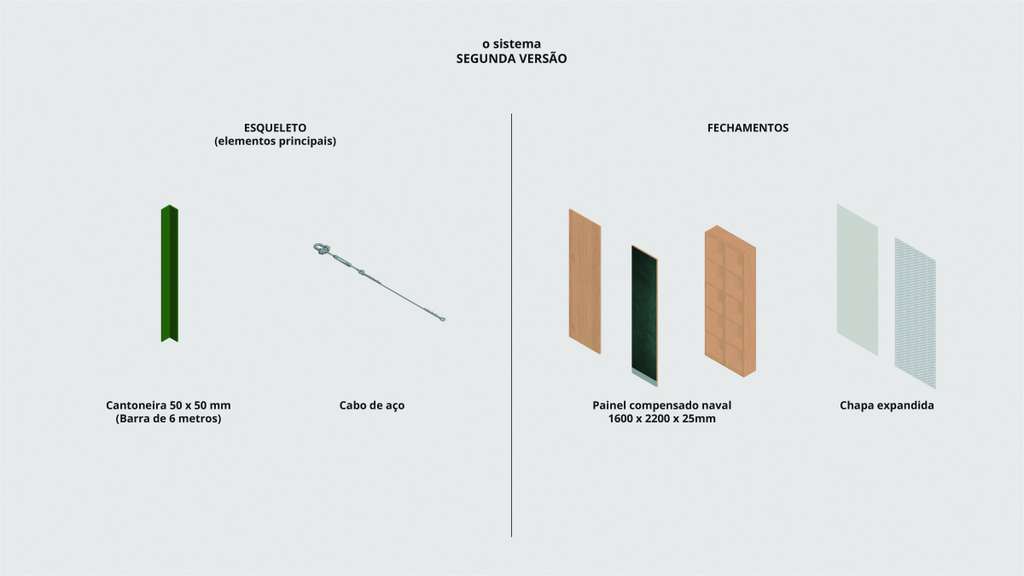 o sistema
SEGUNDA VERSÃO
ESQUELETO
(elementos principais)
Cantoneira 50 x 50 mm
(Barra de 6 metros)
Cabo de aço
FECHAMENTOS
Painel compensado naval
1600 x 2200 x 25mm
Chapa expandida